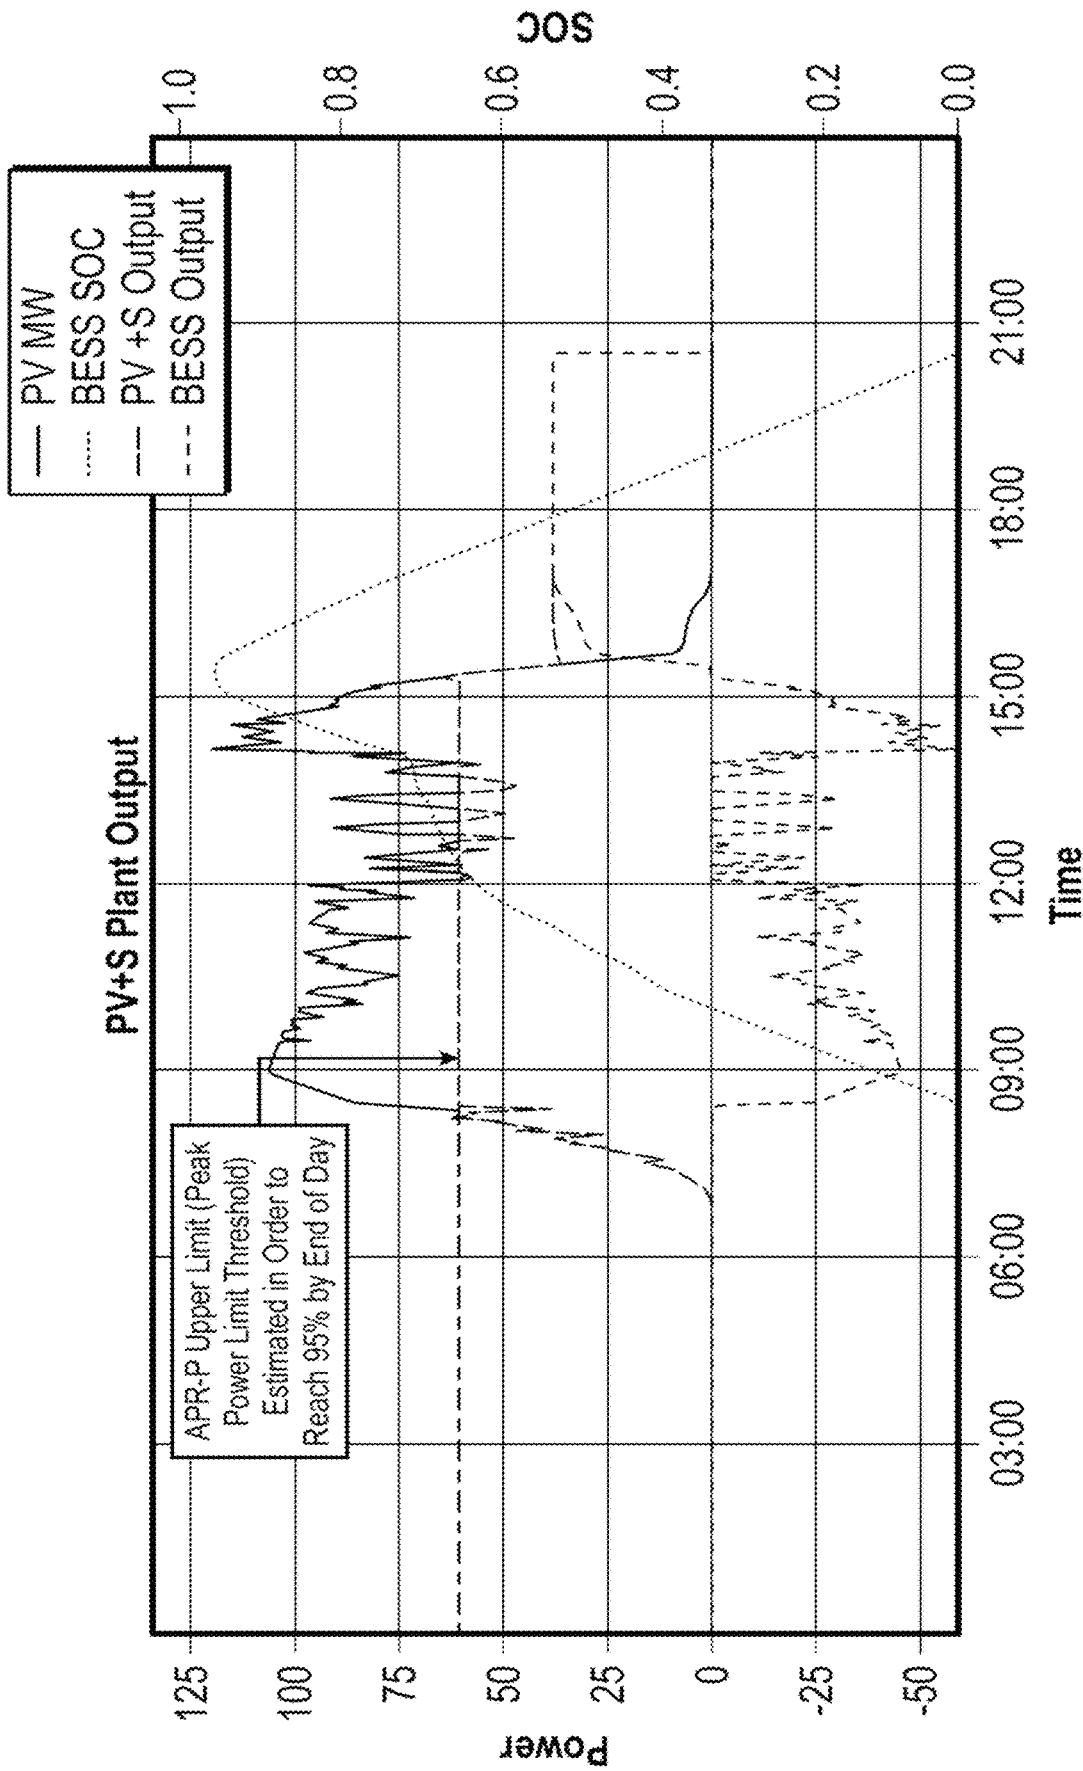 PV+S Plant Output
PV MW
BESS SOC
PV +S Output
BESS Output
APR-P Upper Limit (Peak
Power Limit Threshold)
Estimated in Order to
Reach 95% by End of Day
Power
125
100
75
50
25
0
-25
-50
SOC
1.0
0.8
0.6
0.4
0.2
0.0
03:00
06:00
09:00
12:00
15:00
18:00
21:00
Time